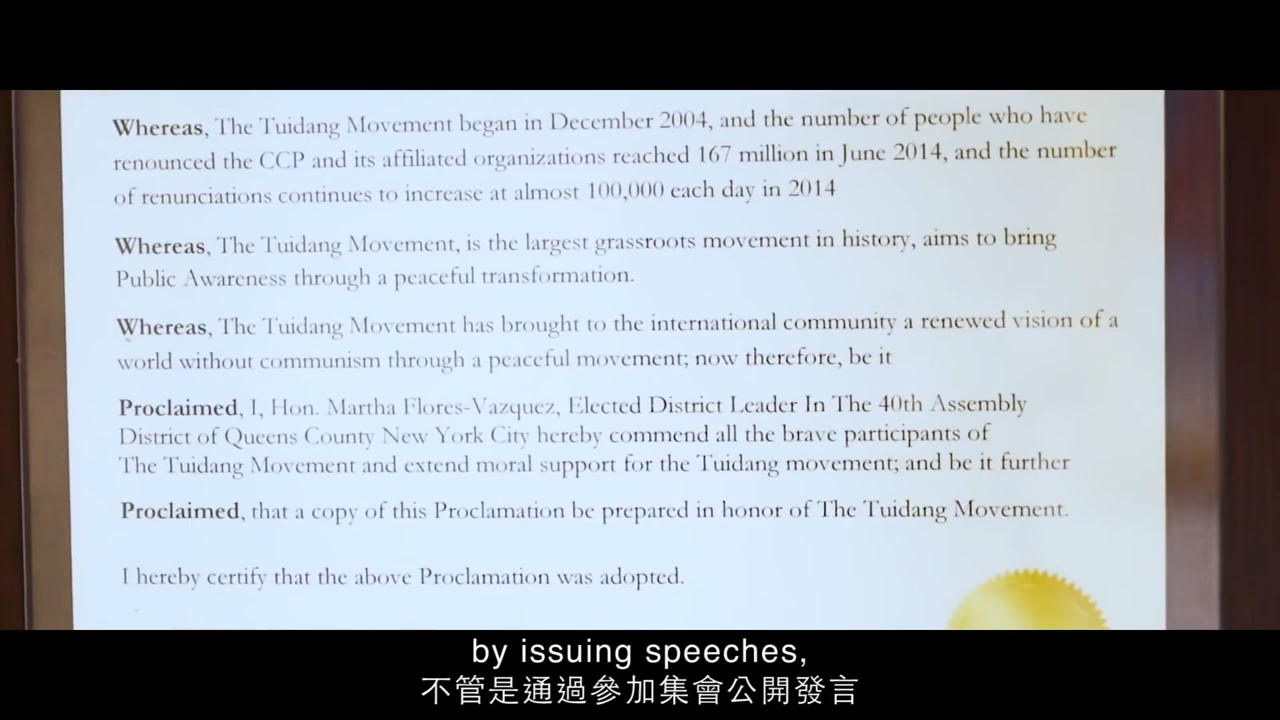 Whereas, The Tuidang Movement began in December 2004, and the number of people who have
renounced the CCP and its affiliated organizations reached 167 million in June 2014, and the number
of renunciations continues to increase at almost 100,000 each day in 2014
Whereas, The Tuidang Movement, is the largest grassroots movement in history, aims to bring
Public Awareness through a peaceful transformation.
Whereas, The Tuidang Movement has brought to the international community a renewed vision of a
world without communism through a peaceful movement; now therefore, be it
Proclaimed, I, Hon. Martha Flores-Vazquez, Elected District Leader In The 40th Assembly
District of Queens County New York City hereby commend all the brave participants of
The Tuidang Movement and extend moral support for the Tuidang movement; and be it further
Proclaimed, that a copy of this Proclamation be prepared in honor of The Tuidang Movement.
I hereby certify that the above Proclamation was adopted.
by issuing speeches,
不管是通過參加集會公開發言